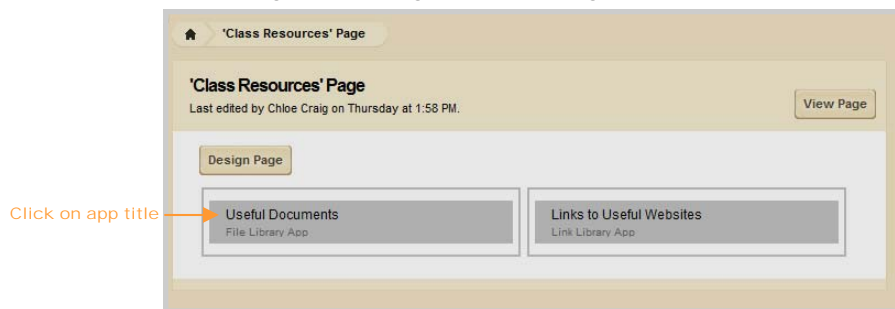 'Class Resources' Page
'Class Resources' Page
Last edited by Chloe Craig on Thursday at 1:58 PM.
View Page
Design Page
Click on app title
Useful Documents
File Library App
Links to Useful Websites
Link Library App